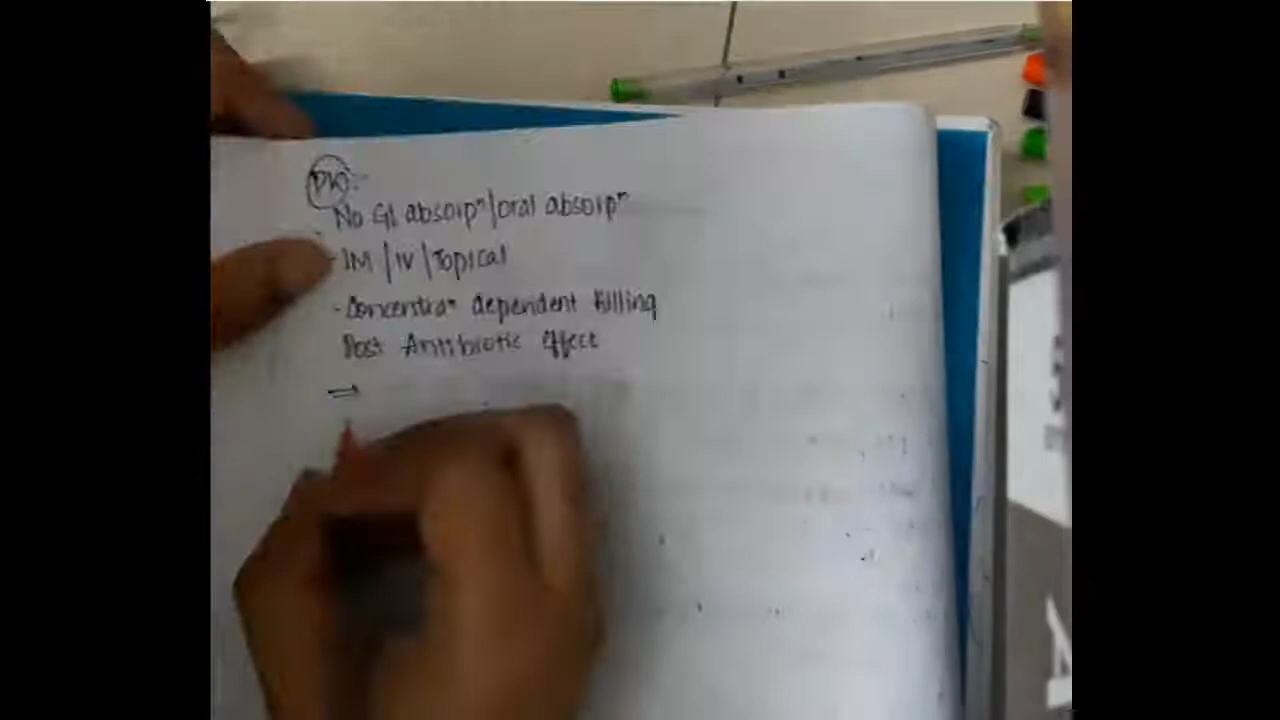 PK:-
No GI absorpⁿ/oral absorpⁿ
- IM / IV / Topical
- Concentraⁿ dependent killing
Post Antibiotic Effect
⇒